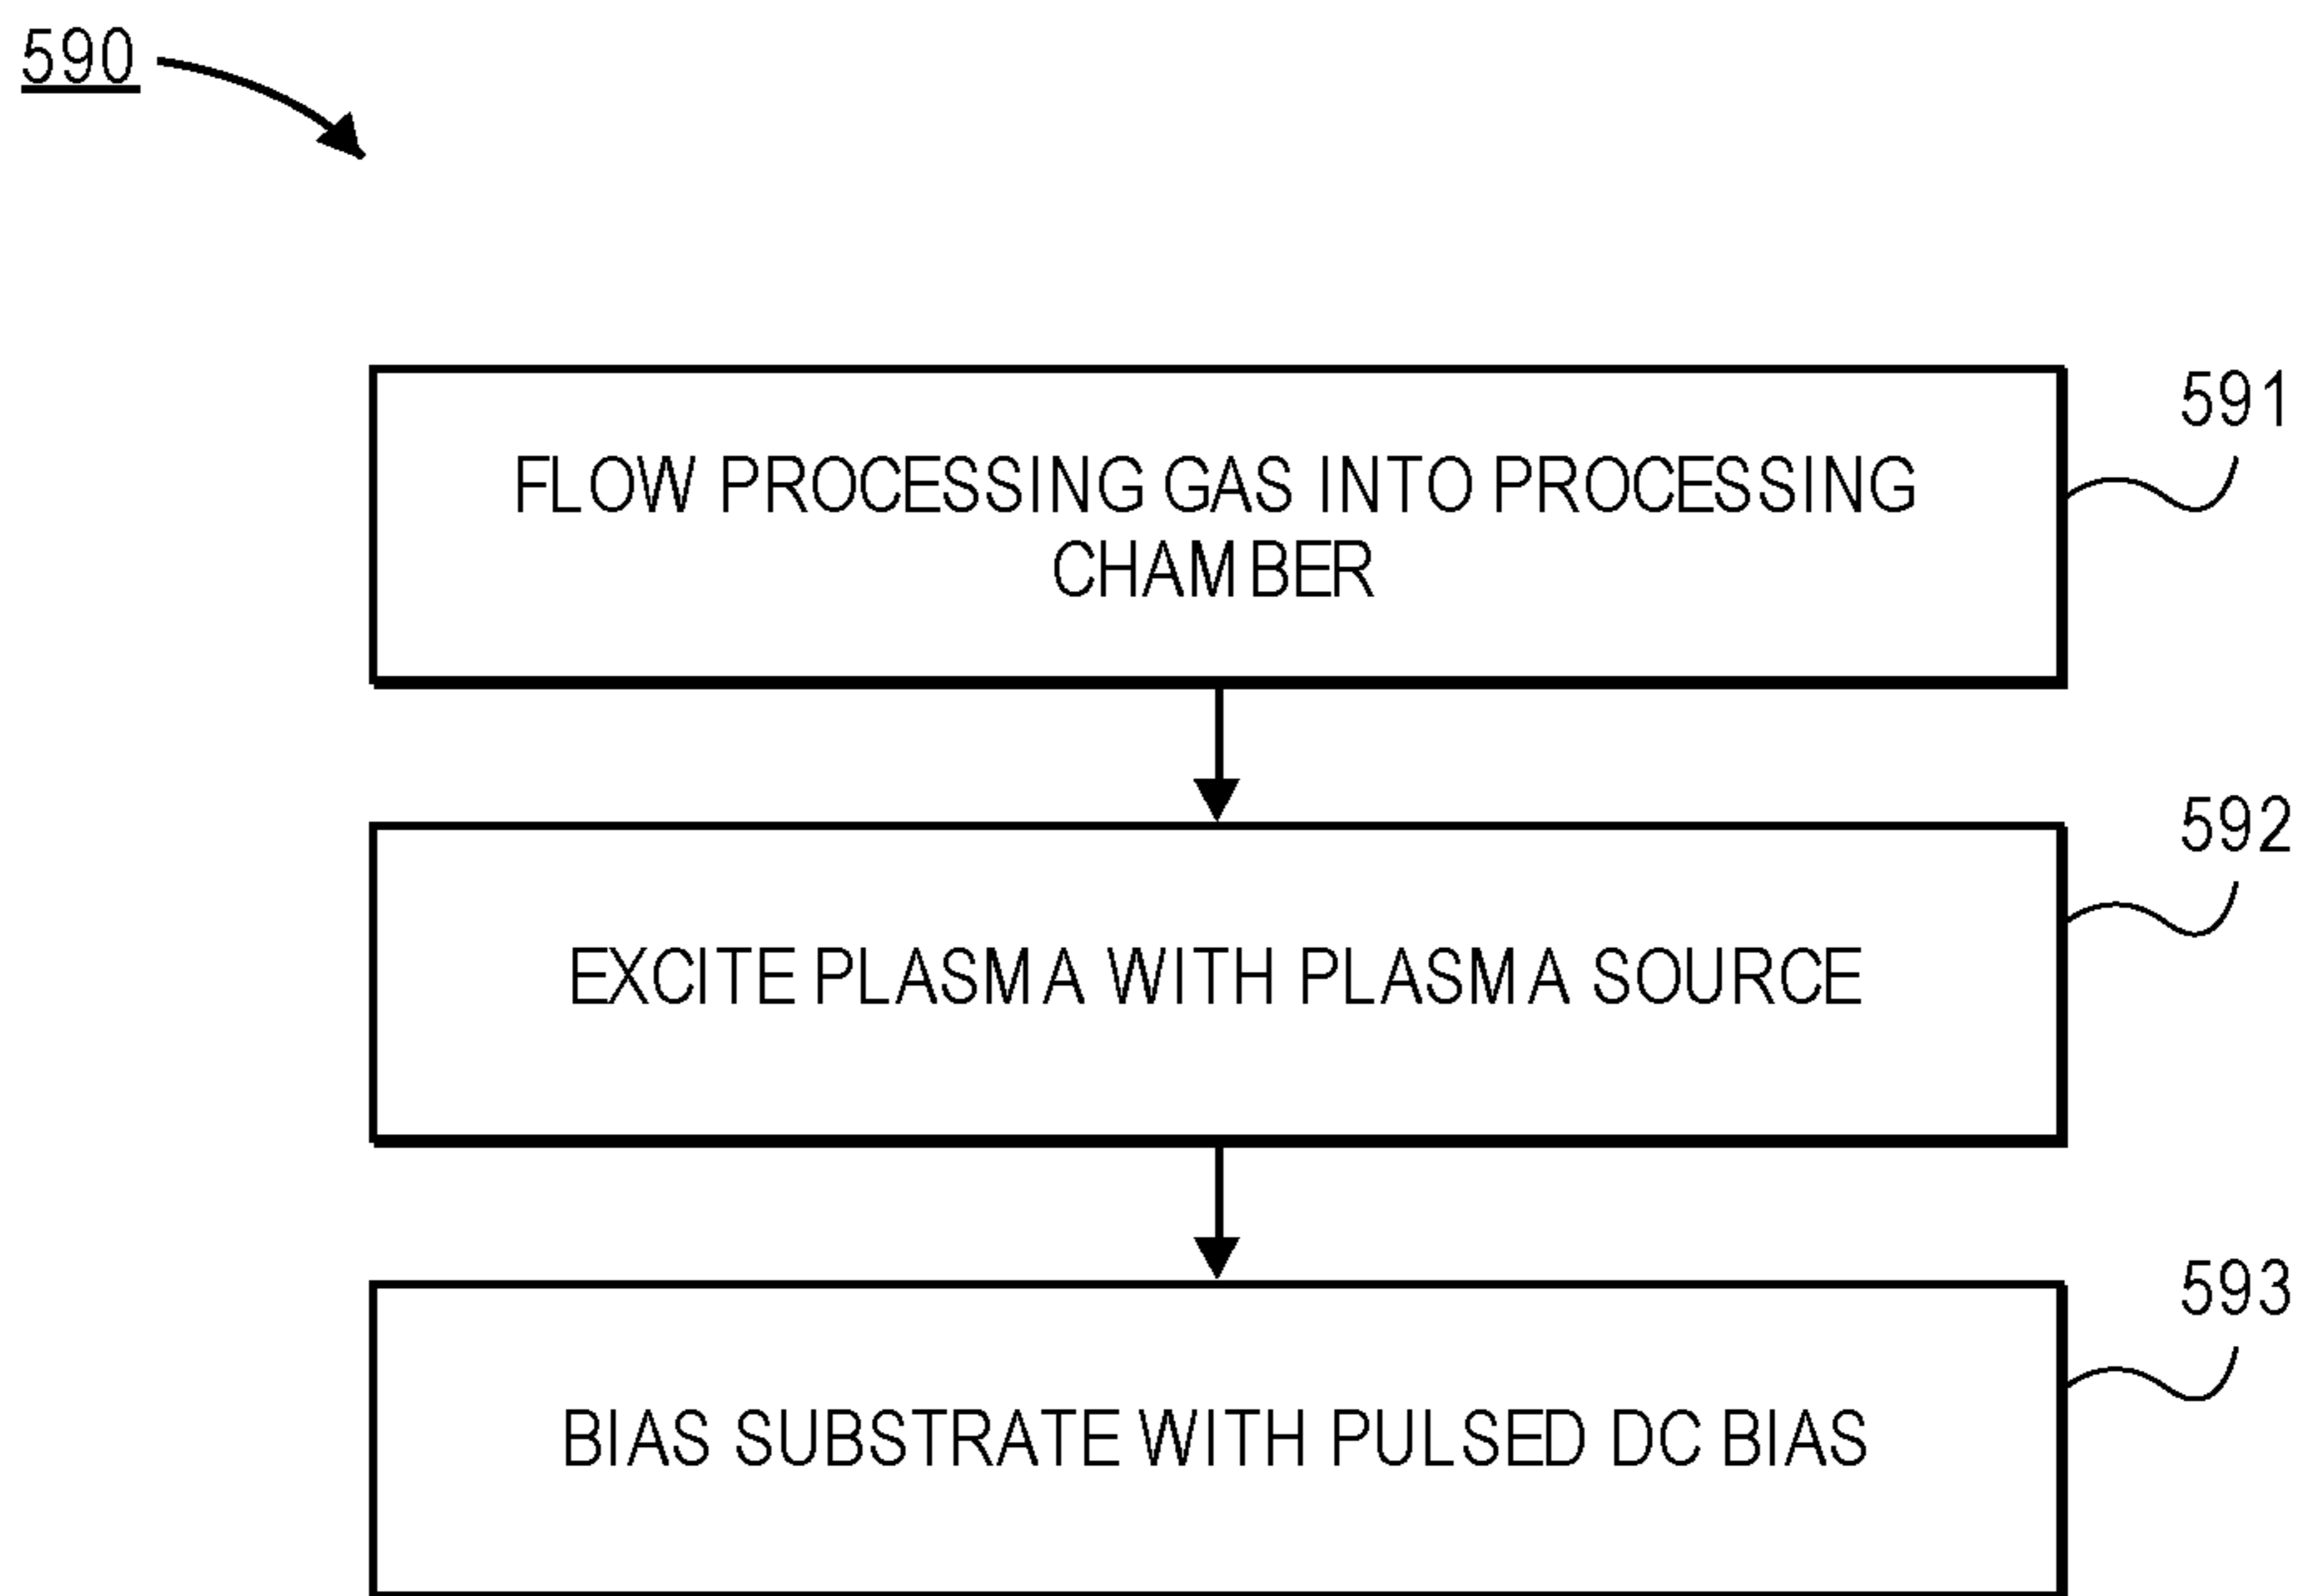 590
FLOW PROCESSING GAS INTO PROCESSING
CHAMBER
591
EXCITE PLASMA WITH PLASMA SOURCE
592
BIAS SUBSTRATE WITH PULSED DC BIAS
593